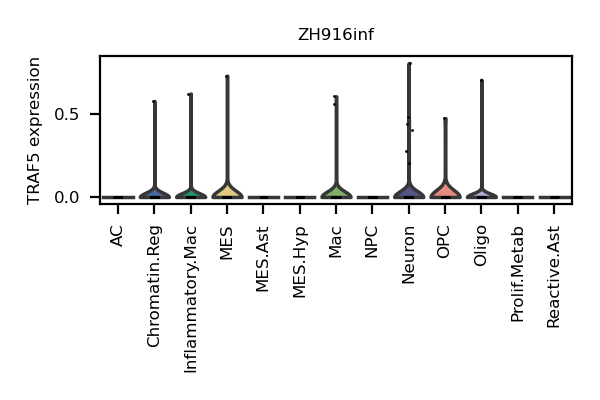 ZH916inf
TRAF5 expression
0.5
0.0
AC
Chromatin.Reg
Inflammatory.Mac
MES
MES.Ast
MES.Hyp
Mac
NPC
Neuron
OPC
Oligo
Prolif.Metab
Reactive.Ast